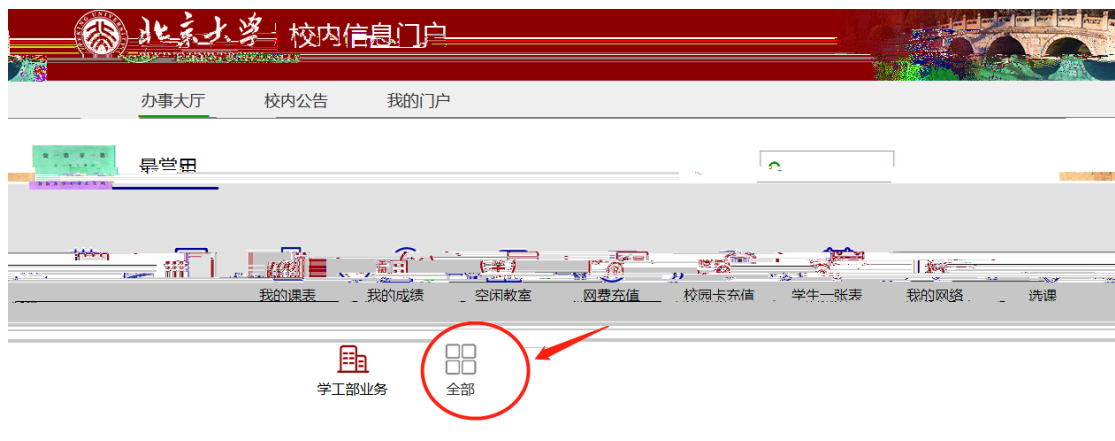 北京大学 校内信息门户
办事大厅 校内公告 我的门户
最常用
我的课表 我的成绩 空闲教室 网费充值 校园卡充值 学生一张表 我的网络 选课
学工部业务 全部